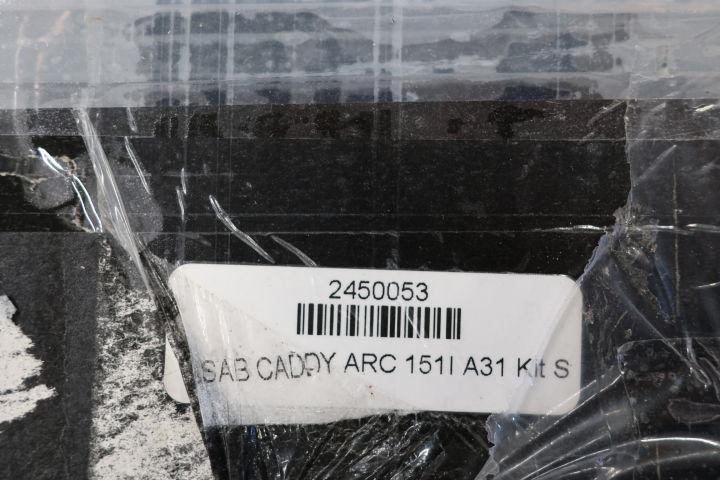 2450053
SAB CADDY ARC 151I A31 Kit S